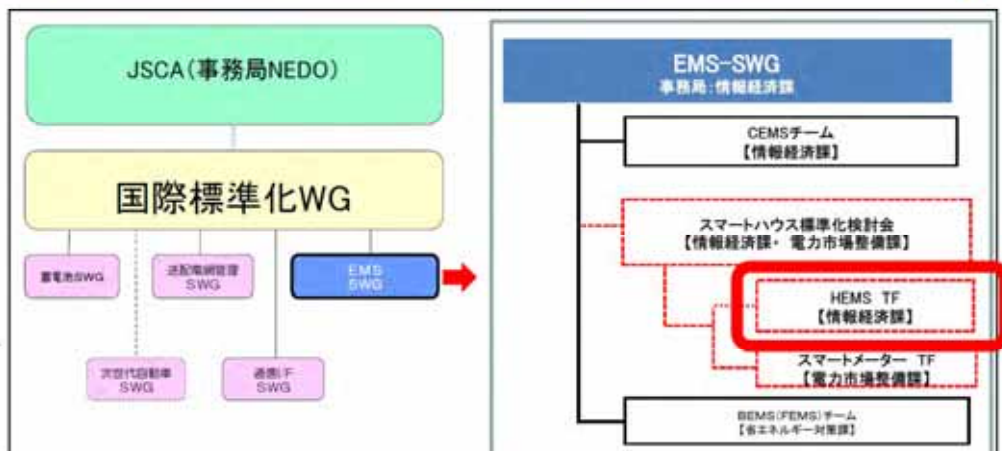 JSCA(事務局NEDO)
国際標準化WG
蓄電池SWG
送配電網管理
SWG
EMS
SWG
次世代自動車
SWG
通信I/F
SWG
EMS-SWG
事務局:情報経済課
CEMSチーム
【情報経済課】
スマートハウス標準化検討会
【情報経済課・電力市場整備課】
HEMS TF
【情報経済課】
スマートメーター TF
【電力市場整備課】
BEMS(FEMS)チーム
【省エネルギー対策課】